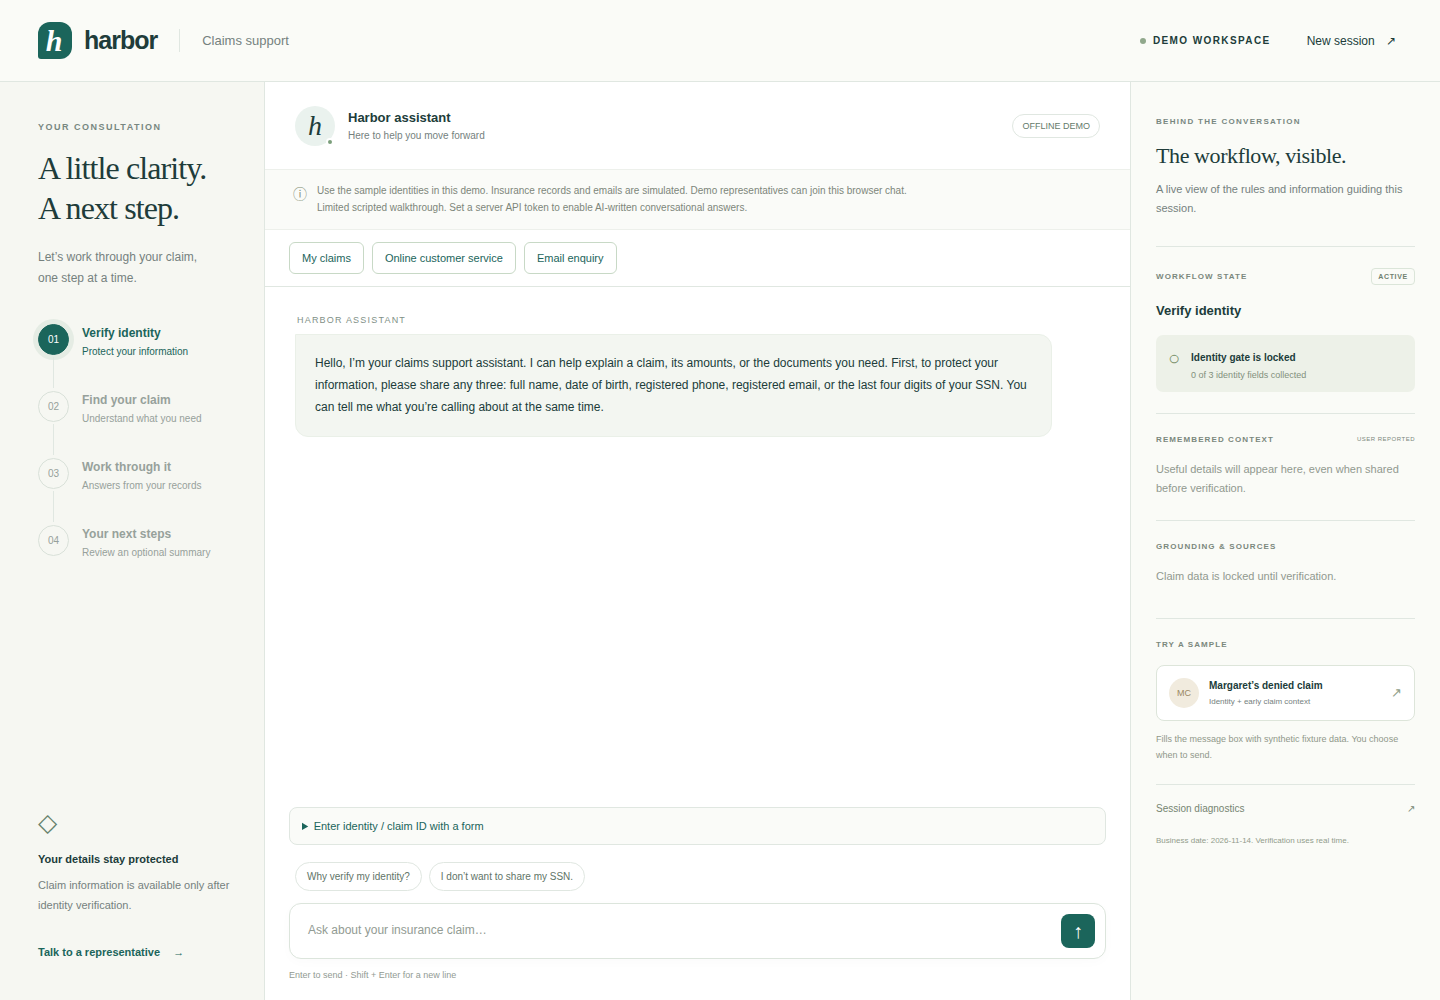 h harbor
Claims support
DEMO WORKSPACE
New session ↗
YOUR CONSULTATION
A little clarity.
A next step.
Let’s work through your claim,
one step at a time.
01
Verify identity
Protect your information
02
Find your claim
Understand what you need
03
Work through it
Answers from your records
04
Your next steps
Review an optional summary
Your details stay protected
Claim information is available only after
identity verification.
Talk to a representative →
h
Harbor assistant
Here to help you move forward
OFFLINE DEMO
Use the sample identities in this demo. Insurance records and emails are simulated. Demo representatives can join this browser chat.
Limited scripted walkthrough. Set a server API token to enable AI-written conversational answers.
My claims
Online customer service
Email enquiry
HARBOR ASSISTANT
Hello, I’m your claims support assistant. I can help explain a claim, its amounts, or the documents you need. First, to protect your
information, please share any three: full name, date of birth, registered phone, registered email, or the last four digits of your SSN. You
can tell me what you’re calling about at the same time.
Enter identity / claim ID with a form
Why verify my identity?
I don’t want to share my SSN.
Ask about your insurance claim…
↑
Enter to send · Shift + Enter for a new line
BEHIND THE CONVERSATION
The workflow, visible.
A live view of the rules and information guiding this
session.
WORKFLOW STATE
ACTIVE
Verify identity
Identity gate is locked
0 of 3 identity fields collected
REMEMBERED CONTEXT
USER REPORTED
Useful details will appear here, even when shared
before verification.
GROUNDING & SOURCES
Claim data is locked until verification.
TRY A SAMPLE
MC
Margaret’s denied claim
Identity + early claim context
↗
Fills the message box with synthetic fixture data. You choose
when to send.
Session diagnostics ↗
Business date: 2026-11-14. Verification uses real time.